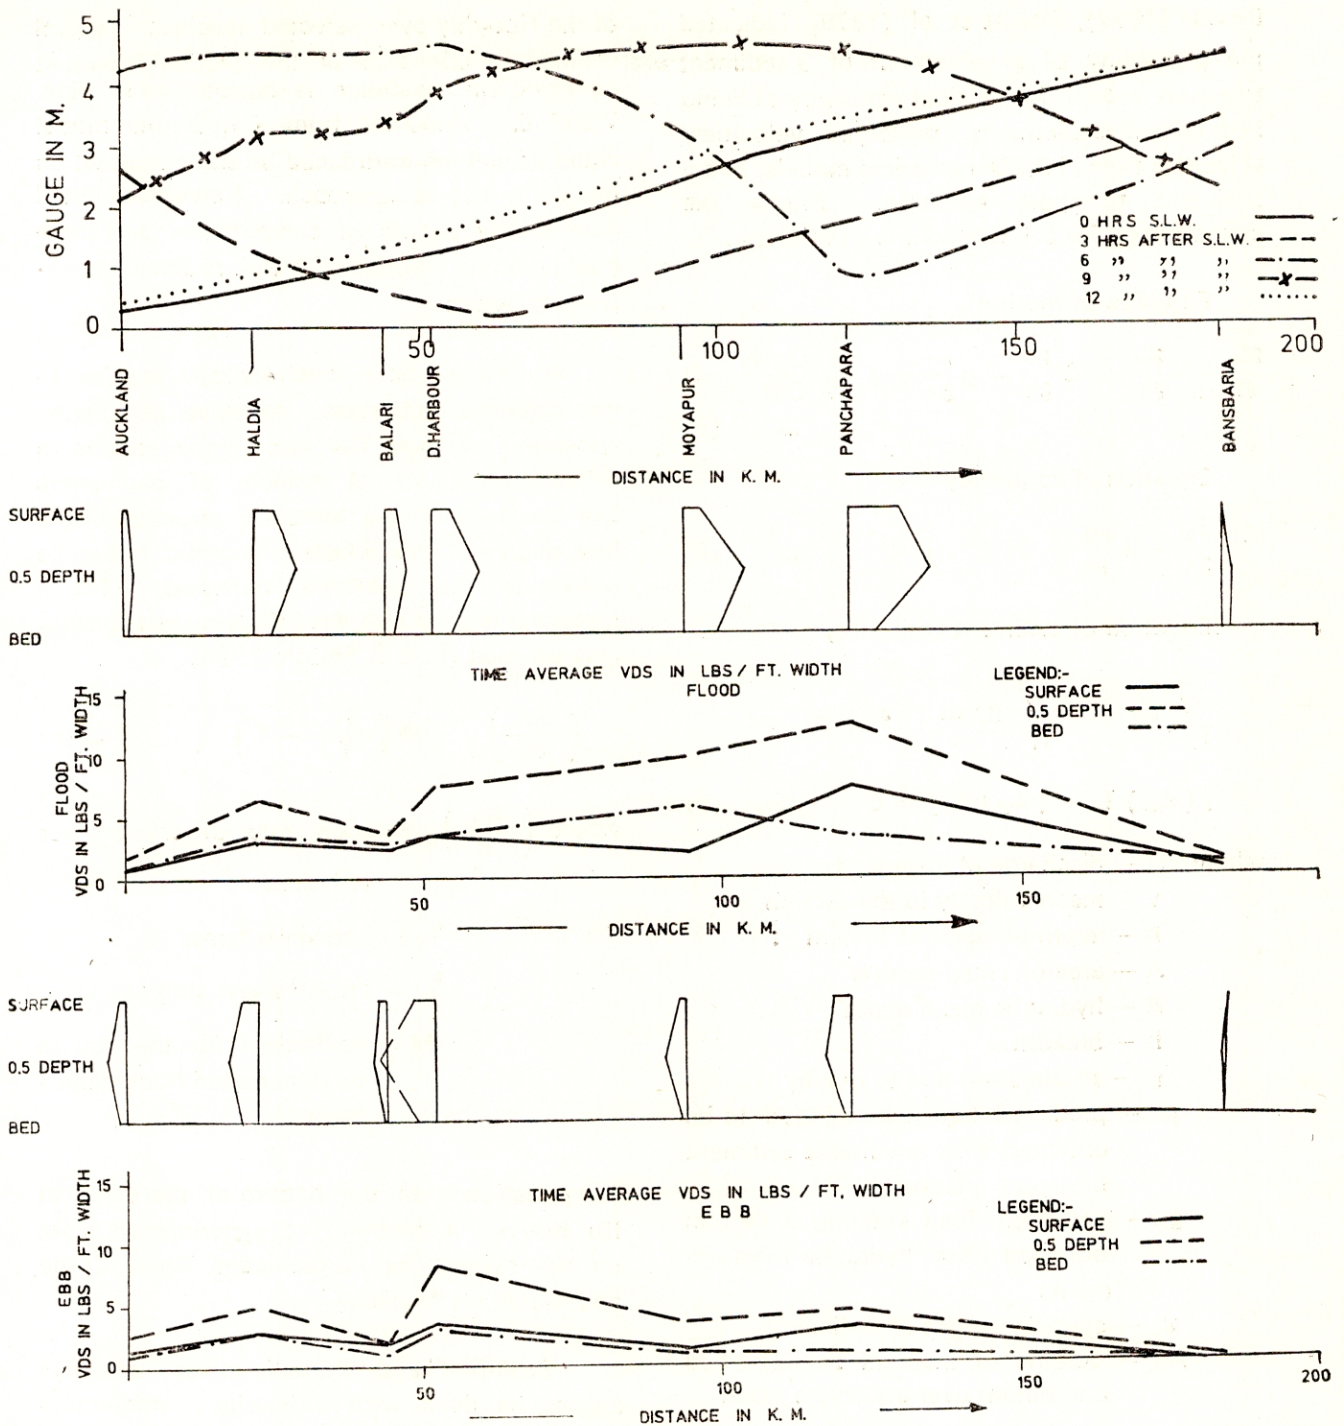 5
4
3
2
1
0
GAUGE IN M.
0 HRS S.L.W.
3 HRS AFTER S.L.W.
6 ,, ,, ,,
9 ,, ,, ,,
12 ,, ,, ,,
50 100 150 200
AUCKLAND
HALDIA
BALARI
D.HARBOUR
MOYAPUR
PANCHAPARA
BANSBARIA
DISTANCE IN K. M.
SURFACE
0.5 DEPTH
BED
TIME AVERAGE VDS IN LBS / FT. WIDTH
FLOOD
LEGEND:-
SURFACE
0.5 DEPTH
BED
15
10
5
0
FLOOD
VDS IN LBS / FT. WIDTH
50 100 150
DISTANCE IN K. M.
SURFACE
0.5 DEPTH
BED
TIME AVERAGE VDS IN LBS / FT. WIDTH
E B B
LEGEND:-
SURFACE
0.5 DEPTH
BED
15
10
5
0
EBB
VDS IN LBS / FT. WIDTH
50 100 150 200
DISTANCE IN K. M.